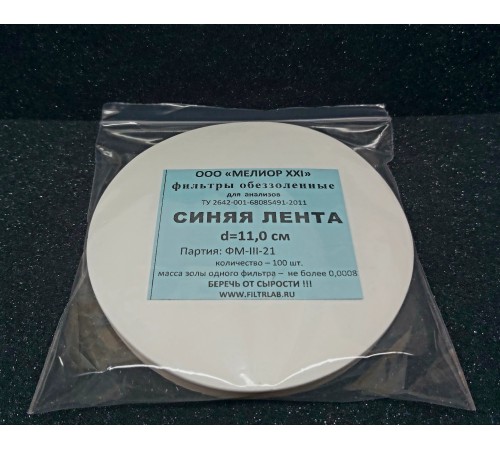 ООО «МЕЛИОР XXI»
фильтры обеззоленные
для анализов
ТУ 2642-001-68085491-2011
СИНЯЯ ЛЕНТА
d=11,0 см
Партия: ФМ-III-21
количество – 100 шт.
масса золы одного фильтра – не более 0,0008
БЕРЕЧЬ ОТ СЫРОСТИ !!!
WWW.FILTRLAB.RU